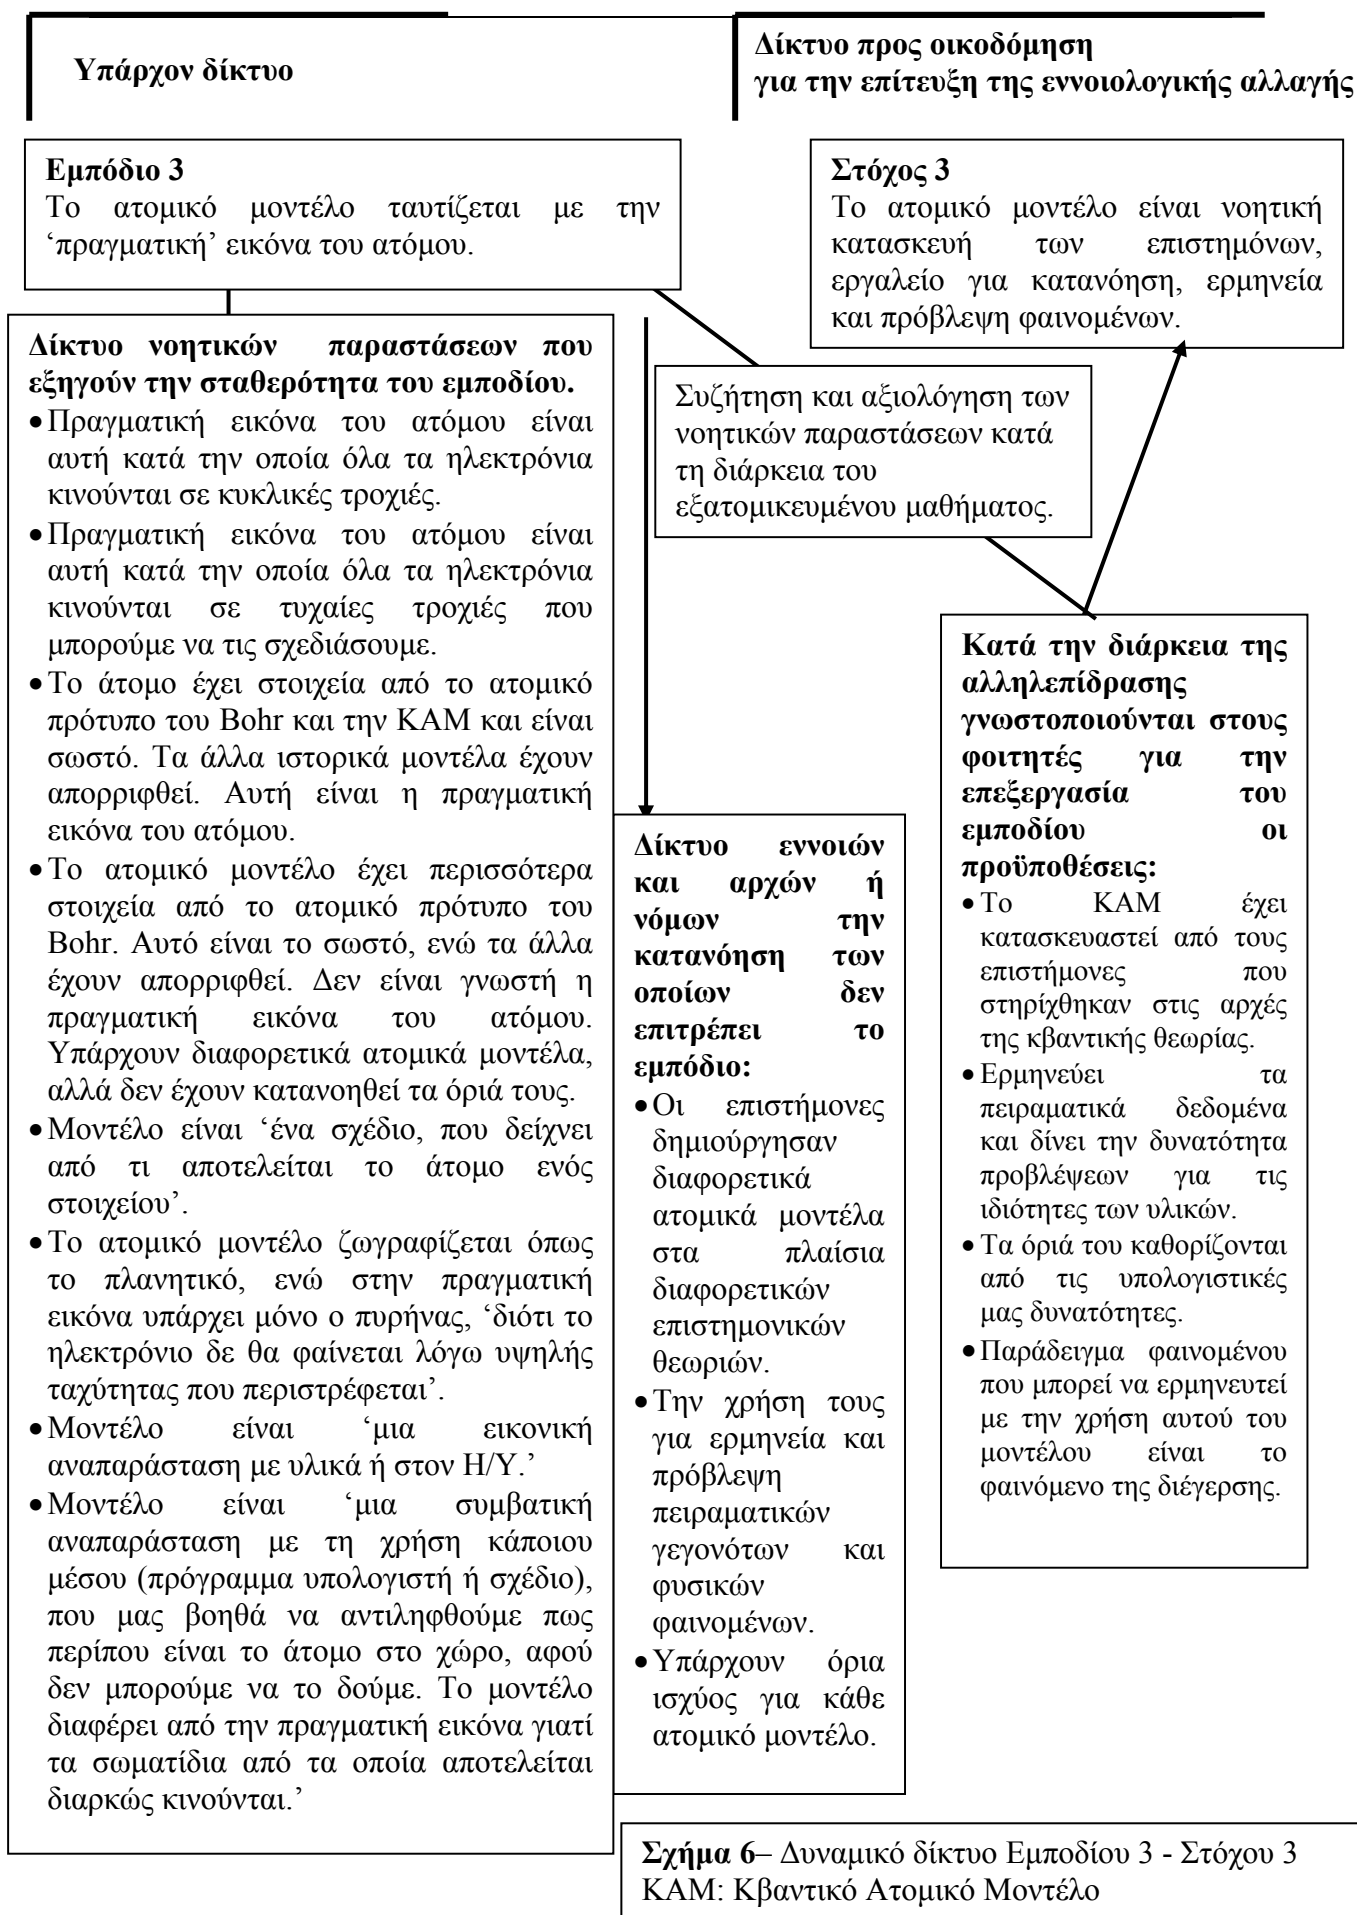 Υπάρχον δίκτυο
Δίκτυο προς οικοδόμηση
για την επίτευξη της εννοιολογικής αλλαγής
Εμπόδιο 3
Το ατομικό μοντέλο ταυτίζεται με την
‘πραγματική’ εικόνα του ατόμου.
Στόχος 3
Το ατομικό μοντέλο είναι νοητική
κατασκευή των επιστημόνων,
εργαλείο για κατανόηση, ερμηνεία
και πρόβλεψη φαινομένων.
Δίκτυο νοητικών παραστάσεων που
εξηγούν την σταθερότητα του εμποδίου.
•Πραγματική εικόνα του ατόμου είναι
αυτή κατά την οποία όλα τα ηλεκτρόνια
κινούνται σε κυκλικές τροχιές.
•Πραγματική εικόνα του ατόμου είναι
αυτή κατά την οποία όλα τα ηλεκτρόνια
κινούνται σε τυχαίες τροχιές που
μπορούμε να τις σχεδιάσουμε.
•Το άτομο έχει στοιχεία από το ατομικό
πρότυπο του Bohr και την ΚΑΜ και είναι
σωστό. Τα άλλα ιστορικά μοντέλα έχουν
απορριφθεί. Αυτή είναι η πραγματική
εικόνα του ατόμου.
•Το ατομικό μοντέλο έχει περισσότερα
στοιχεία από το ατομικό πρότυπο του
Bohr. Αυτό είναι το σωστό, ενώ τα άλλα
έχουν απορριφθεί. Δεν είναι γνωστή η
πραγματική εικόνα του ατόμου.
Υπάρχουν διαφορετικά ατομικά μοντέλα,
αλλά δεν έχουν κατανοηθεί τα όριά τους.
•Μοντέλο είναι ‘ένα σχέδιο, που δείχνει
από τι αποτελείται το άτομο ενός
στοιχείου’.
•Το ατομικό μοντέλο ζωγραφίζεται όπως
το πλανητικό, ενώ στην πραγματική
εικόνα υπάρχει μόνο ο πυρήνας, ‘διότι το
ηλεκτρόνιο δε θα φαίνεται λόγω υψηλής
ταχύτητας που περιστρέφεται’.
•Μοντέλο είναι ‘μια εικονική
αναπαράσταση με υλικά ή στον Η/Υ.’
•Μοντέλο είναι ‘μια συμβατική
αναπαράσταση με τη χρήση κάποιου
μέσου (πρόγραμμα υπολογιστή ή σχέδιο),
που μας βοηθά να αντιληφθούμε πως
περίπου είναι το άτομο στο χώρο, αφού
δεν μπορούμε να το δούμε. Το μοντέλο
διαφέρει από την πραγματική εικόνα γιατί
τα σωματίδια από τα οποία αποτελείται
διαρκώς κινούνται.’
Συζήτηση και αξιολόγηση των
νοητικών παραστάσεων κατά
τη διάρκεια του
εξατομικευμένου μαθήματος.
Δίκτυο εννοιών
και αρχών ή
νόμων την
κατανόηση των
οποίων δεν
επιτρέπει το
εμπόδιο:
•Οι επιστήμονες
δημιούργησαν
διαφορετικά
ατομικά μοντέλα
στα πλαίσια
διαφορετικών
επιστημονικών
θεωριών.
•Την χρήση τους
για ερμηνεία και
πρόβλεψη
πειραματικών
γεγονότων και
φυσικών
φαινομένων.
•Υπάρχουν όρια
ισχύος για κάθε
ατομικό μοντέλο.
Κατά την διάρκεια της
αλληλεπίδρασης
γνωστοποιούνται στους
φοιτητές για την
επεξεργασία του
εμποδίου οι
προϋποθέσεις:
•Το ΚΑΜ έχει
κατασκευαστεί από τους
επιστήμονες που
στηρίχθηκαν στις αρχές
της κβαντικής θεωρίας.
•Ερμηνεύει τα
πειραματικά δεδομένα
και δίνει την δυνατότητα
προβλέψεων για τις
ιδιότητες των υλικών.
•Τα όριά του καθορίζονται
από τις υπολογιστικές
μας δυνατότητες.
•Παράδειγμα φαινομένου
που μπορεί να ερμηνευτεί
με την χρήση αυτού του
μοντέλου είναι το
φαινόμενο της διέγερσης.
Σχήμα 6– Δυναμικό δίκτυο Εμποδίου 3 - Στόχου 3
ΚΑΜ: Κβαντικό Ατομικό Μοντέλο